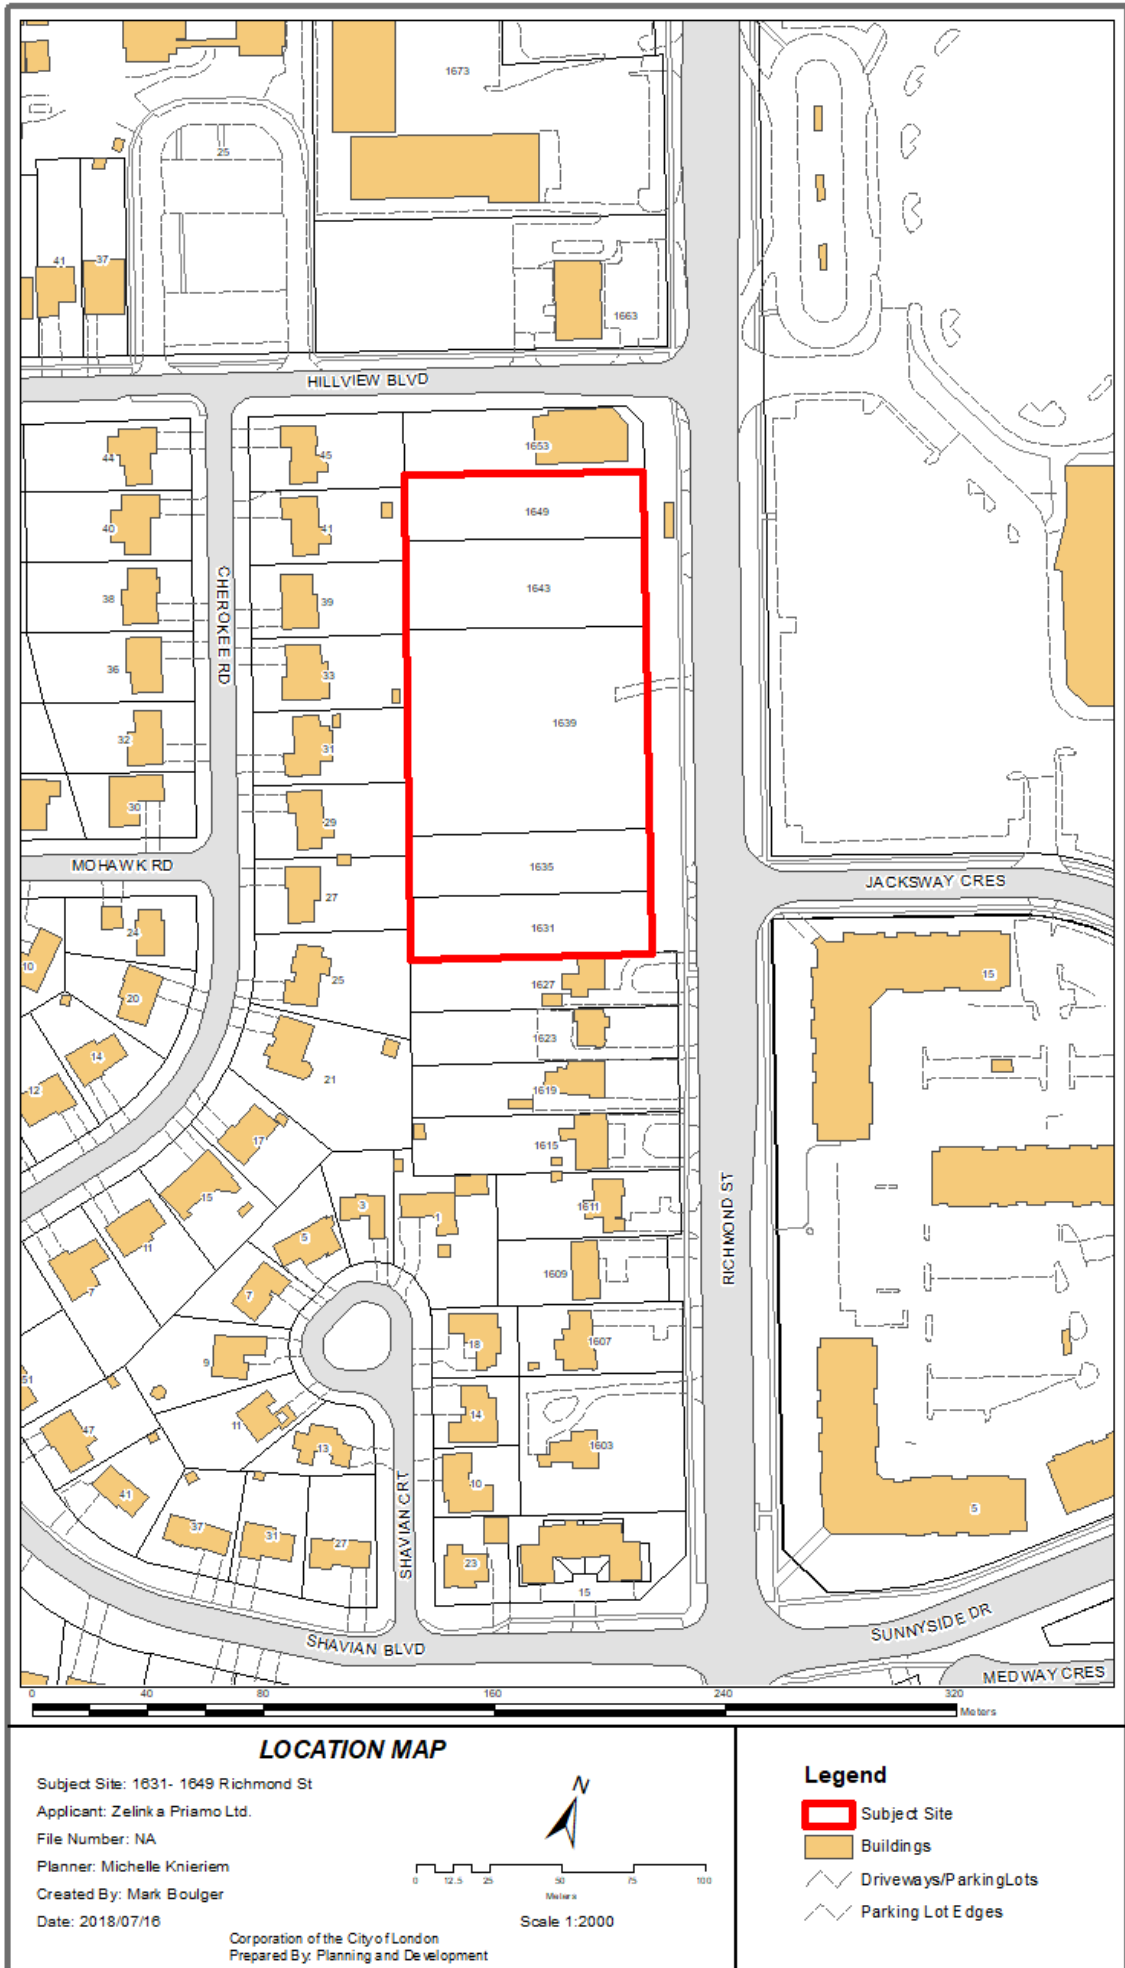 1673
25
41
37
1663
HILLVIEW BLVD
44
45
1653
40
41
1649
38
39
1643
CHEROKEE RD
36
33
32
31
1639
30
29
MOHAWK RD
27
1635
JACKSWAY CRES
24
1631
10
20
25
1627
15
14
21
1623
12
1619
17
1615
15
3
1
1611
RICHMOND ST
11
5
1609
7
7
9
18
1607
51
47
11
14
13
1603
41
10
SHAVIAN CRT
5
37
31
27
23
15
SHAVIAN BLVD
SUNNYSIDE DR
MEDWAY CRES
0 40 80 160 240 320
Meters
LOCATION MAP
Subject Site: 1631- 1649 Richmond St
Applicant: Zelinka Priamo Ltd.
File Number: NA
Planner: Michelle Knieriem
Created By: Mark Boulger
Date: 2018/07/16
N
0 12.5 25 50 75 100
Meters
Scale 1:2000
Corporation of the City of London
Prepared By: Planning and Development
Legend
Subject Site
Buildings
Driveways/ParkingLots
Parking Lot Edges